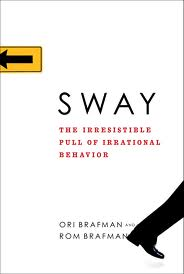 SWAY
THE IRRESISTIBLE
PULL OF IRRATIONAL
BEHAVIOR
ORI BRAFMAN AND
ROM BRAFMAN